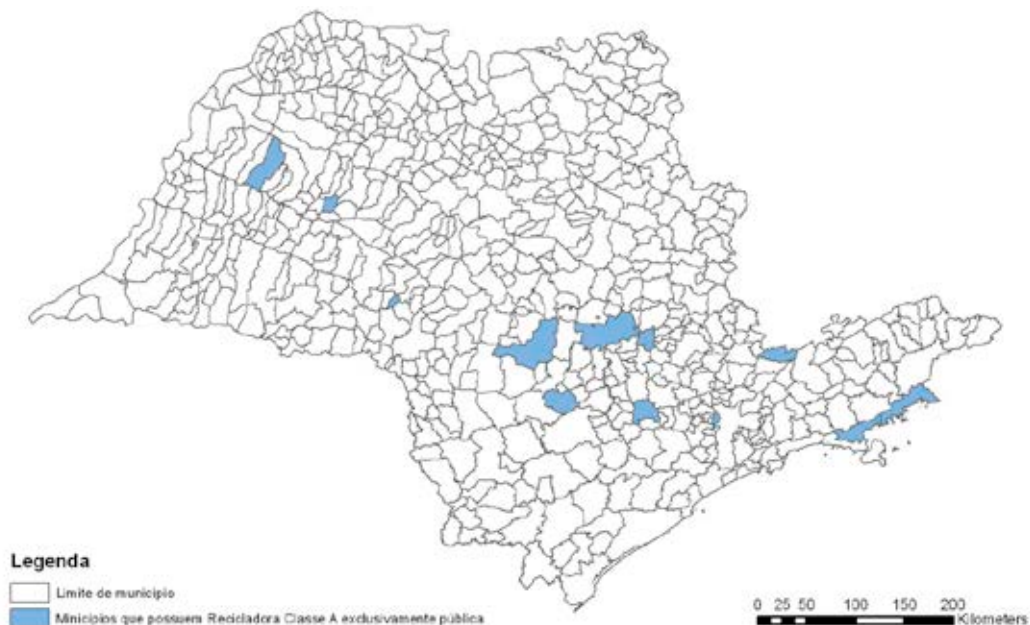 Legenda
Limite de município
Minicípios que possuem Recicladora Classe A exclusivamente pública
0 25 50 100 150 200
Kilometers